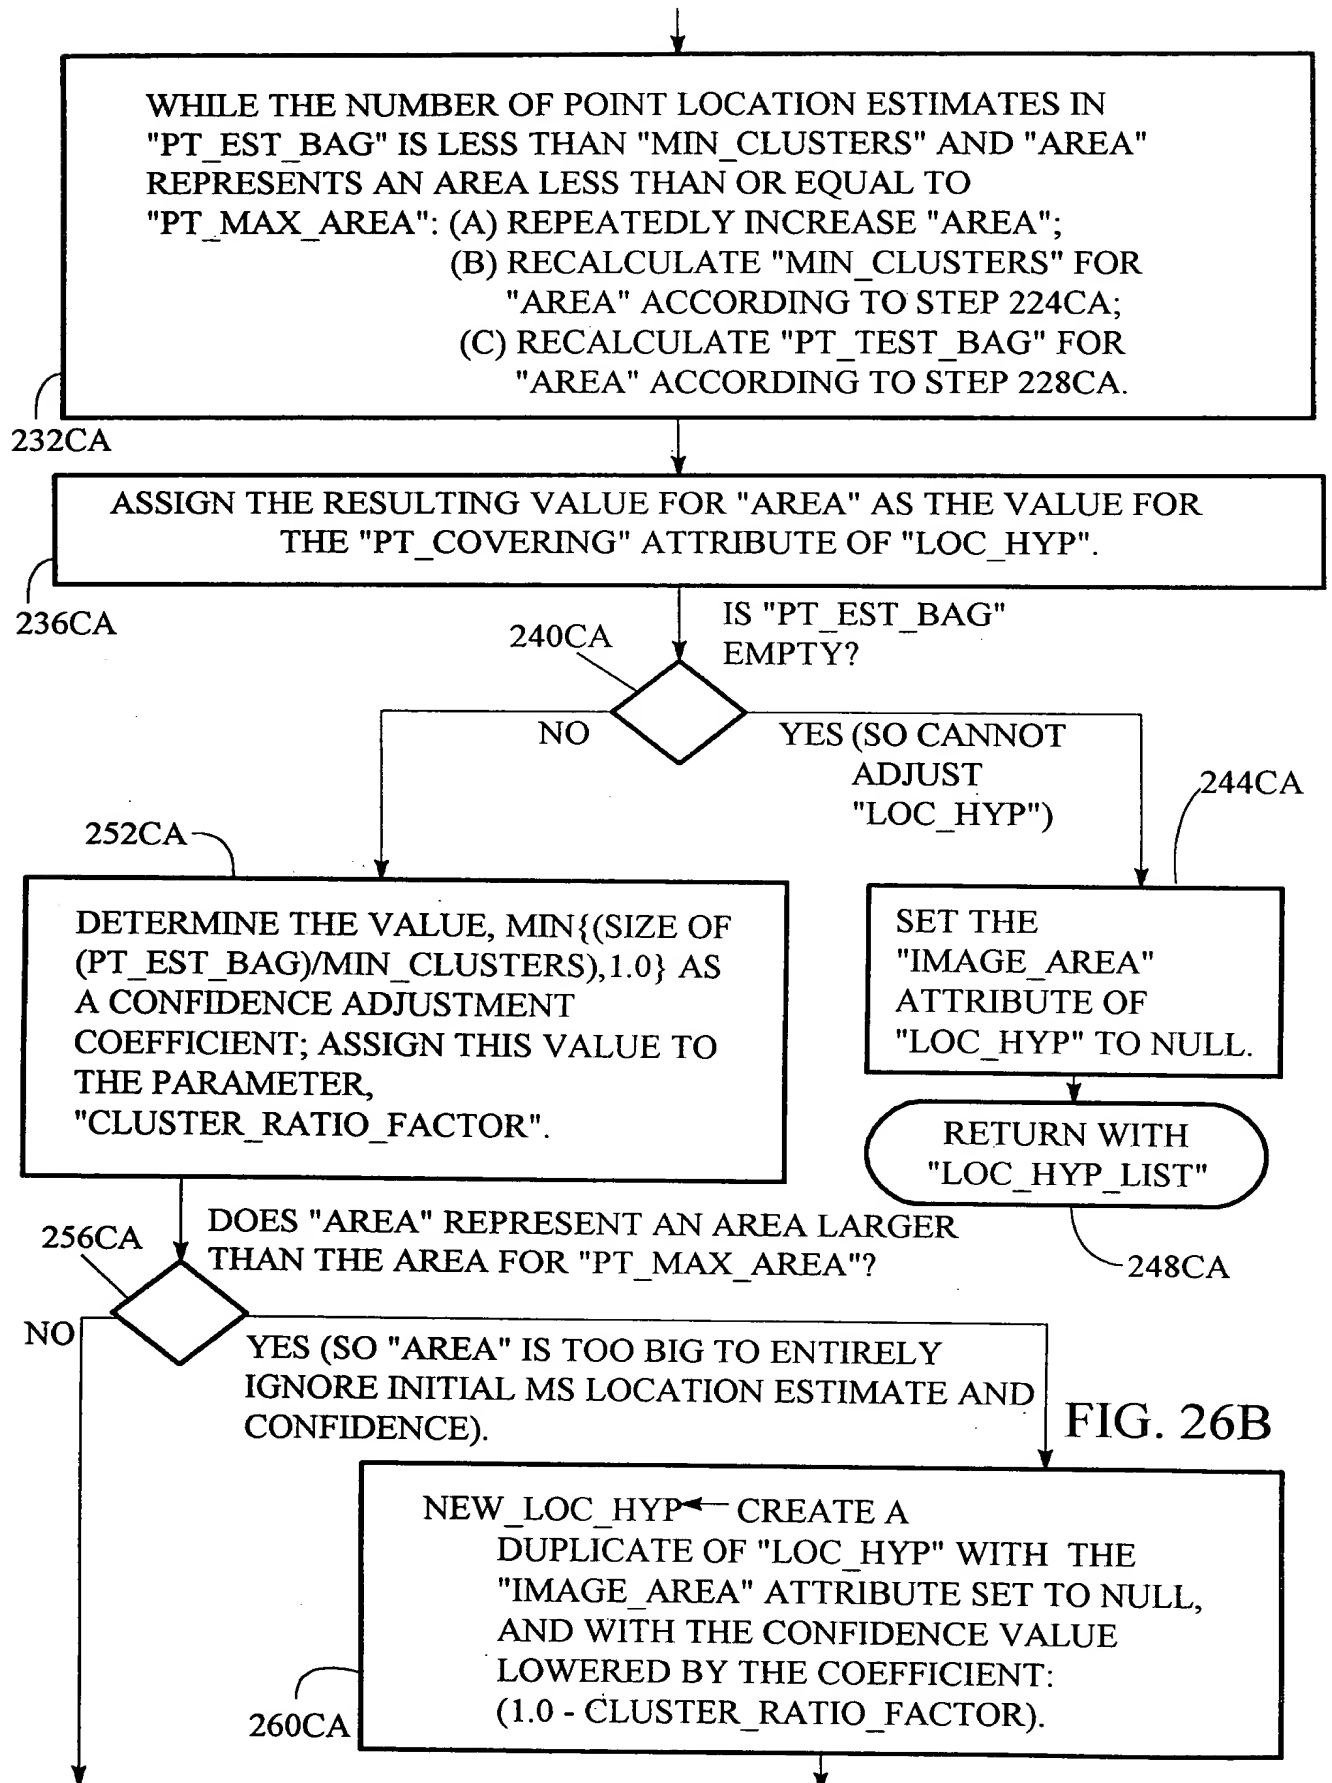 WHILE THE NUMBER OF POINT LOCATION ESTIMATES IN
"PT_EST_BAG" IS LESS THAN "MIN_CLUSTERS" AND "AREA"
REPRESENTS AN AREA LESS THAN OR EQUAL TO
"PT_MAX_AREA": (A) REPEATEDLY INCREASE "AREA";
(B) RECALCULATE "MIN_CLUSTERS" FOR
"AREA" ACCORDING TO STEP 224CA;
(C) RECALCULATE "PT_TEST_BAG" FOR
"AREA" ACCORDING TO STEP 228CA.
232CA
ASSIGN THE RESULTING VALUE FOR "AREA" AS THE VALUE FOR
THE "PT_COVERING" ATTRIBUTE OF "LOC_HYP".
236CA
IS "PT_EST_BAG"
EMPTY?
240CA
NO
YES (SO CANNOT
ADJUST
"LOC_HYP")
244CA
252CA
DETERMINE THE VALUE, MIN{(SIZE OF
(PT_EST_BAG)/MIN_CLUSTERS),1.0} AS
A CONFIDENCE ADJUSTMENT
COEFFICIENT; ASSIGN THIS VALUE TO
THE PARAMETER,
"CLUSTER_RATIO_FACTOR".
SET THE
"IMAGE_AREA"
ATTRIBUTE OF
"LOC_HYP" TO NULL.
RETURN WITH
"LOC_HYP_LIST"
248CA
256CA
DOES "AREA" REPRESENT AN AREA LARGER
THAN THE AREA FOR "PT_MAX_AREA"?
NO
YES (SO "AREA" IS TOO BIG TO ENTIRELY
IGNORE INITIAL MS LOCATION ESTIMATE AND
CONFIDENCE).
FIG. 26B
NEW_LOC_HYP ← CREATE A
DUPLICATE OF "LOC_HYP" WITH THE
"IMAGE_AREA" ATTRIBUTE SET TO NULL,
AND WITH THE CONFIDENCE VALUE
LOWERED BY THE COEFFICIENT:
(1.0 - CLUSTER_RATIO_FACTOR).
260CA